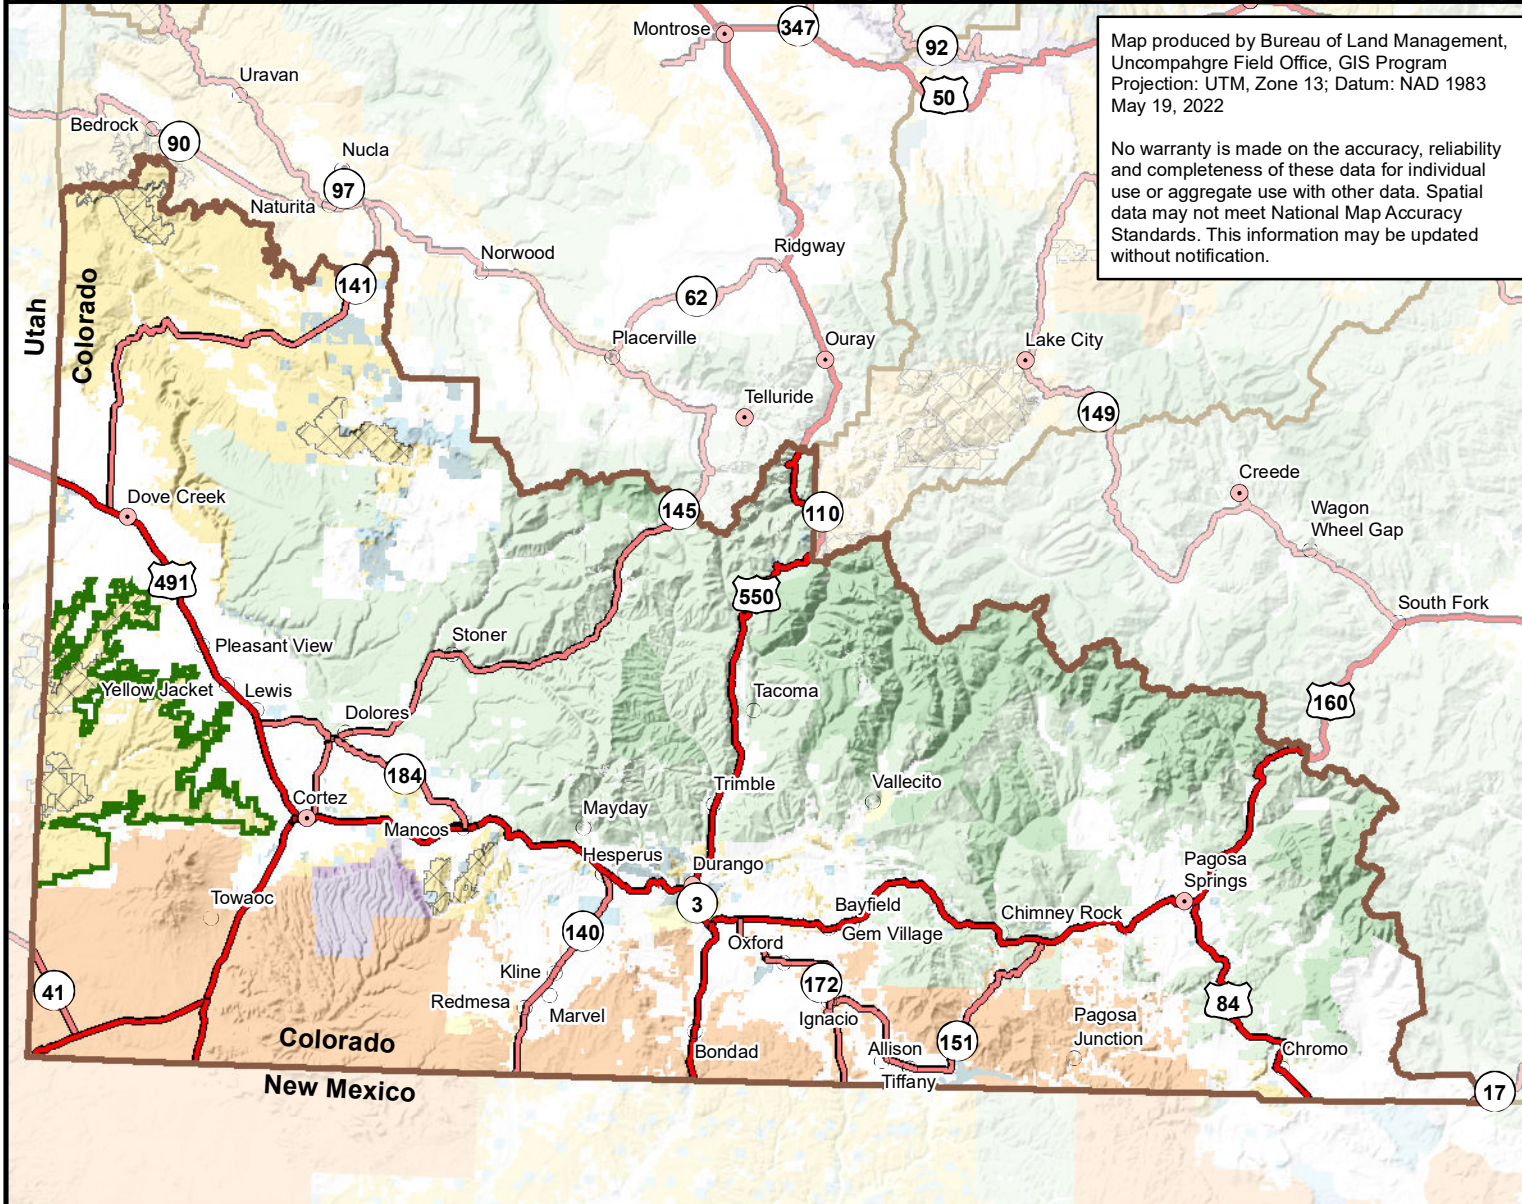 Montrose
347
92
50
Map produced by Bureau of Land Management,
Uncompahgre Field Office, GIS Program
Projection: UTM, Zone 13; Datum: NAD 1983
May 19, 2022
No warranty is made on the accuracy, reliability
and completeness of these data for individual
use or aggregate use with other data. Spatial
data may not meet National Map Accuracy
Standards. This information may be updated
without notification.
Uravan
Bedrock
90
Nucla
97
Naturita
Norwood
Ridgway
141
62
Utah
Colorado
Placerville
Ouray
Lake City
Telluride
149
Creede
Dove Creek
145
110
Wagon
Wheel Gap
491
550
South Fork
Stoner
Pleasant View
Yellow Jacket
Lewis
Tacoma
160
Dolores
184
Trimble
Vallecito
Cortez
Mayday
Mancos
Hesperus
Durango
Pagosa
Springs
Towaoc
3
Bayfield
Chimney Rock
140
Oxford
Gem Village
41
Kline
172
84
Redmesa
Marvel
Ignacio
Pagosa
Junction
Colorado
151
Bondad
Allison
Chromo
Tiffany
New Mexico
17